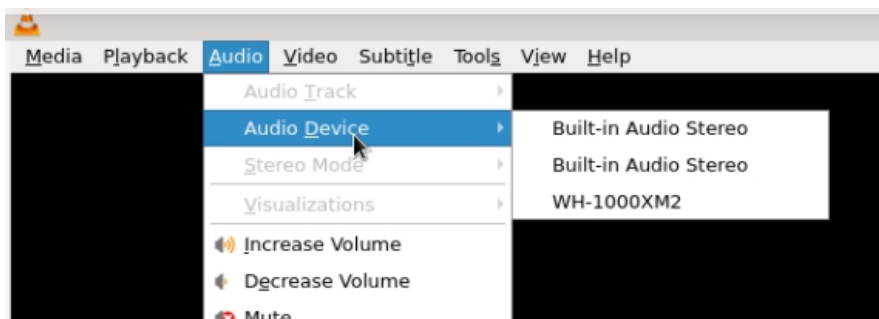 Media Playback Audio Video Subtitle Tools View Help
Audio Track
Audio Device
Built-in Audio Stereo
Stereo Mode
Built-in Audio Stereo
Visualizations
WH-1000XM2
Increase Volume
Decrease Volume
Mute